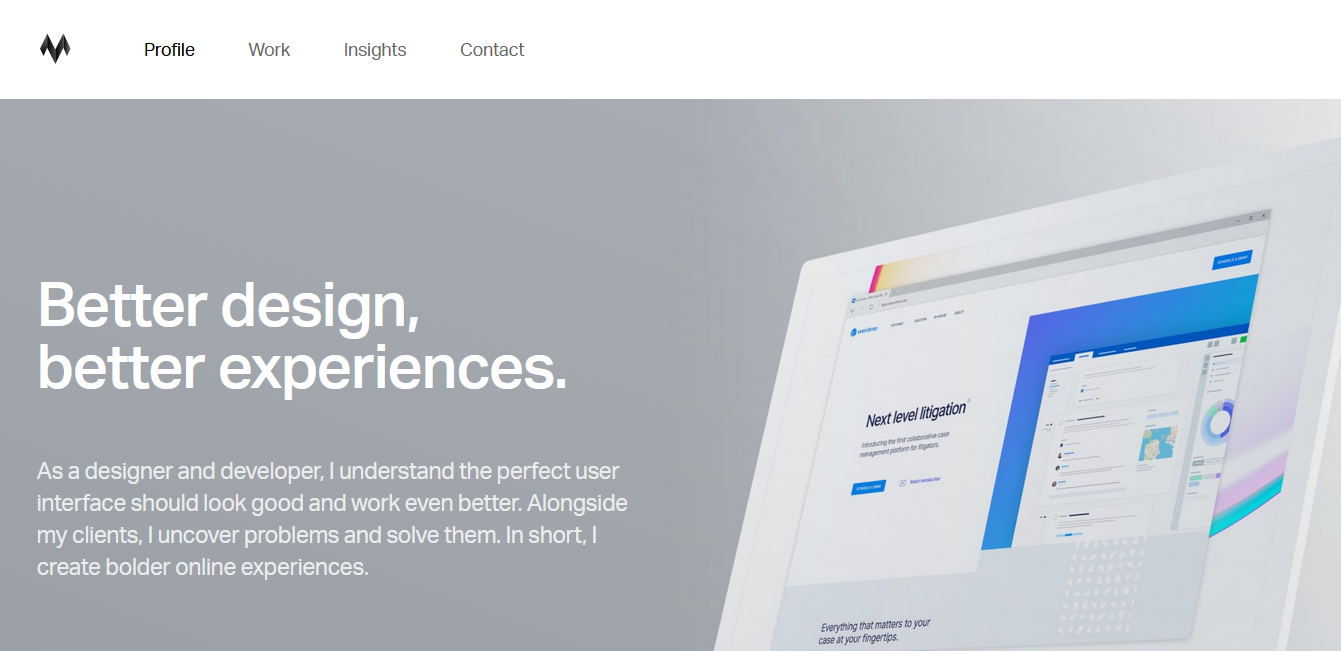 Profile Work Insights Contact
Better design,
better experiences.
As a designer and developer, I understand the perfect user
interface should look good and work even better. Alongside
my clients, I uncover problems and solve them. In short, I
create bolder online experiences.
SCHEDULE A DEMO
everchron
Next level litigation
Introducing the first collaborative case
management platform for litigators.
SCHEDULE A DEMO Watch introduction
Everything that matters to your
case at your fingertips.